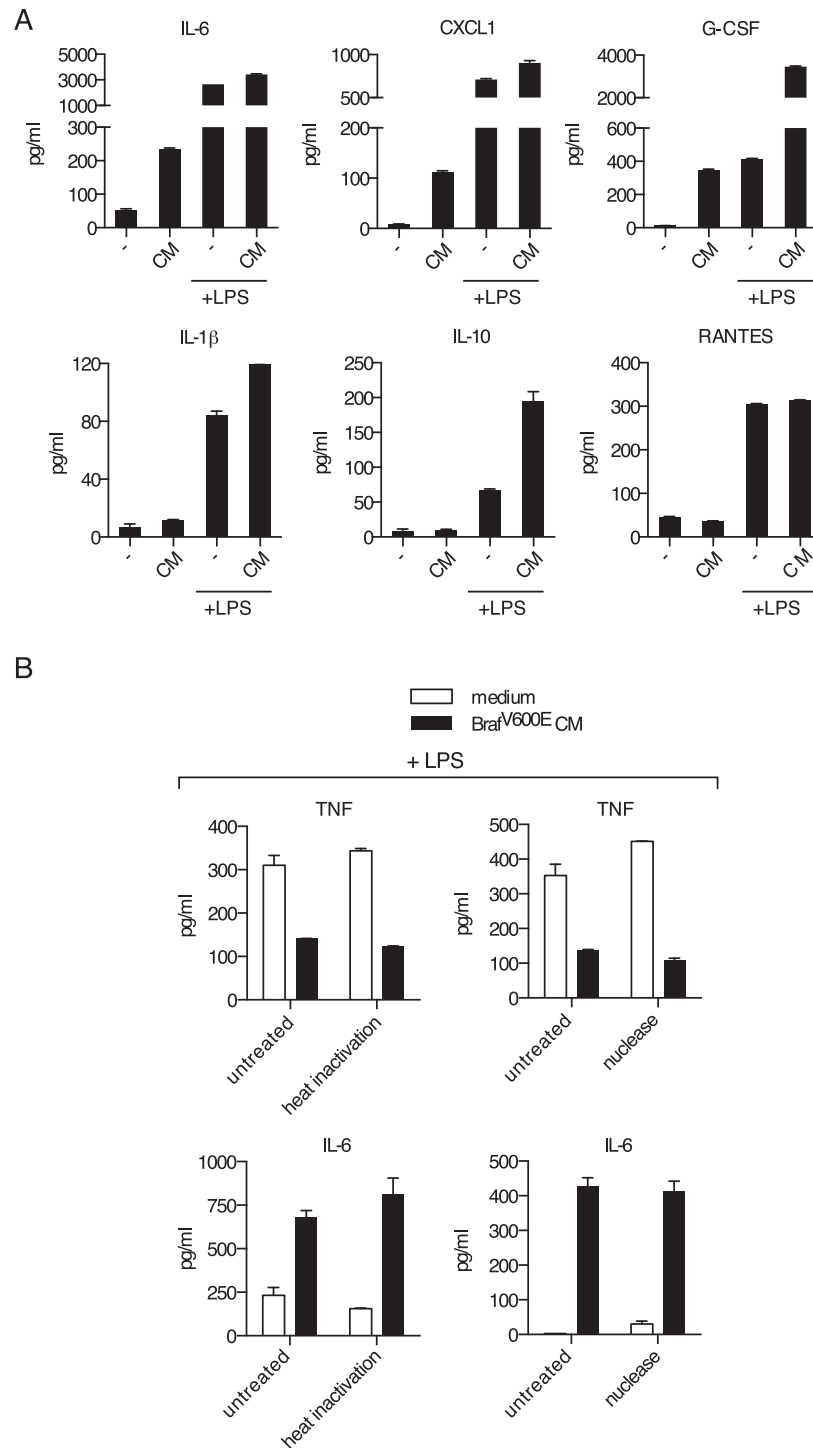 A
IL-6 CXCL1 G-CSF
5000 3000 1000 300 200 100 0 pg/ml
1000 500 200 100 0 pg/ml
4000 2000 600 400 200 0 pg/ml
- CM - CM
+LPS
- CM - CM
+LPS
- CM - CM
+LPS
IL-1β IL-10 RANTES
120 80 40 0 pg/ml
250 200 150 100 50 0 pg/ml
400 300 200 100 0 pg/ml
- CM - CM
+LPS
- CM - CM
+LPS
- CM - CM
+LPS
B
medium
BrafV600E CM
+ LPS
TNF TNF
400 300 200 100 0 pg/ml
500 400 300 200 100 0 pg/ml
untreated heat inactivation
untreated nuclease
IL-6 IL-6
1000 750 500 250 0 pg/ml
500 400 300 200 100 0 pg/ml
untreated heat inactivation
untreated nuclease